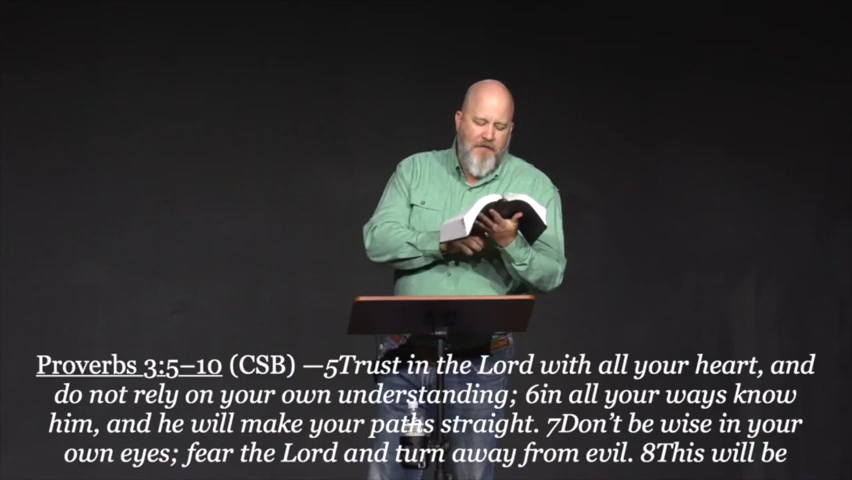 Proverbs 3:5–10 (CSB) —5Trust in the Lord with all your heart, and
do not rely on your own understanding; 6in all your ways know
him, and he will make your paths straight. 7Don’t be wise in your
own eyes; fear the Lord and turn away from evil. 8This will be